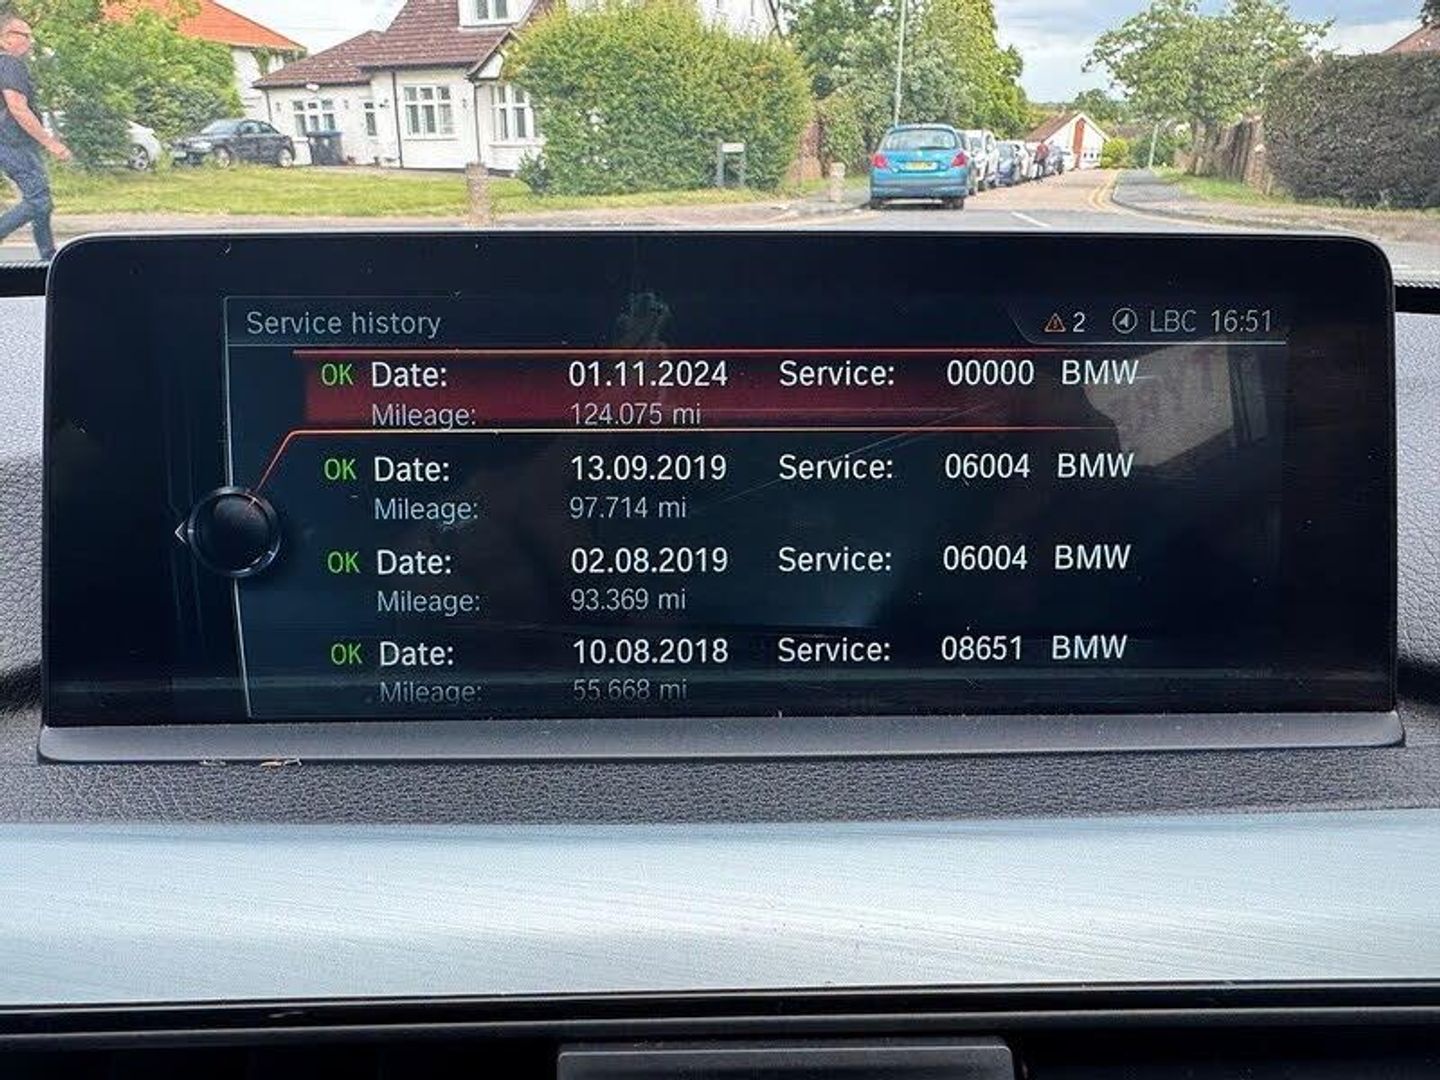 Service history 2 LBC 16:51
OK Date: 01.11.2024 Service: 00000 BMW
Mileage: 124.075 mi
OK Date: 13.09.2019 Service: 06004 BMW
Mileage: 97.714 mi
OK Date: 02.08.2019 Service: 06004 BMW
Mileage: 93.369 mi
OK Date: 10.08.2018 Service: 08651 BMW
Mileage: 55.668 mi